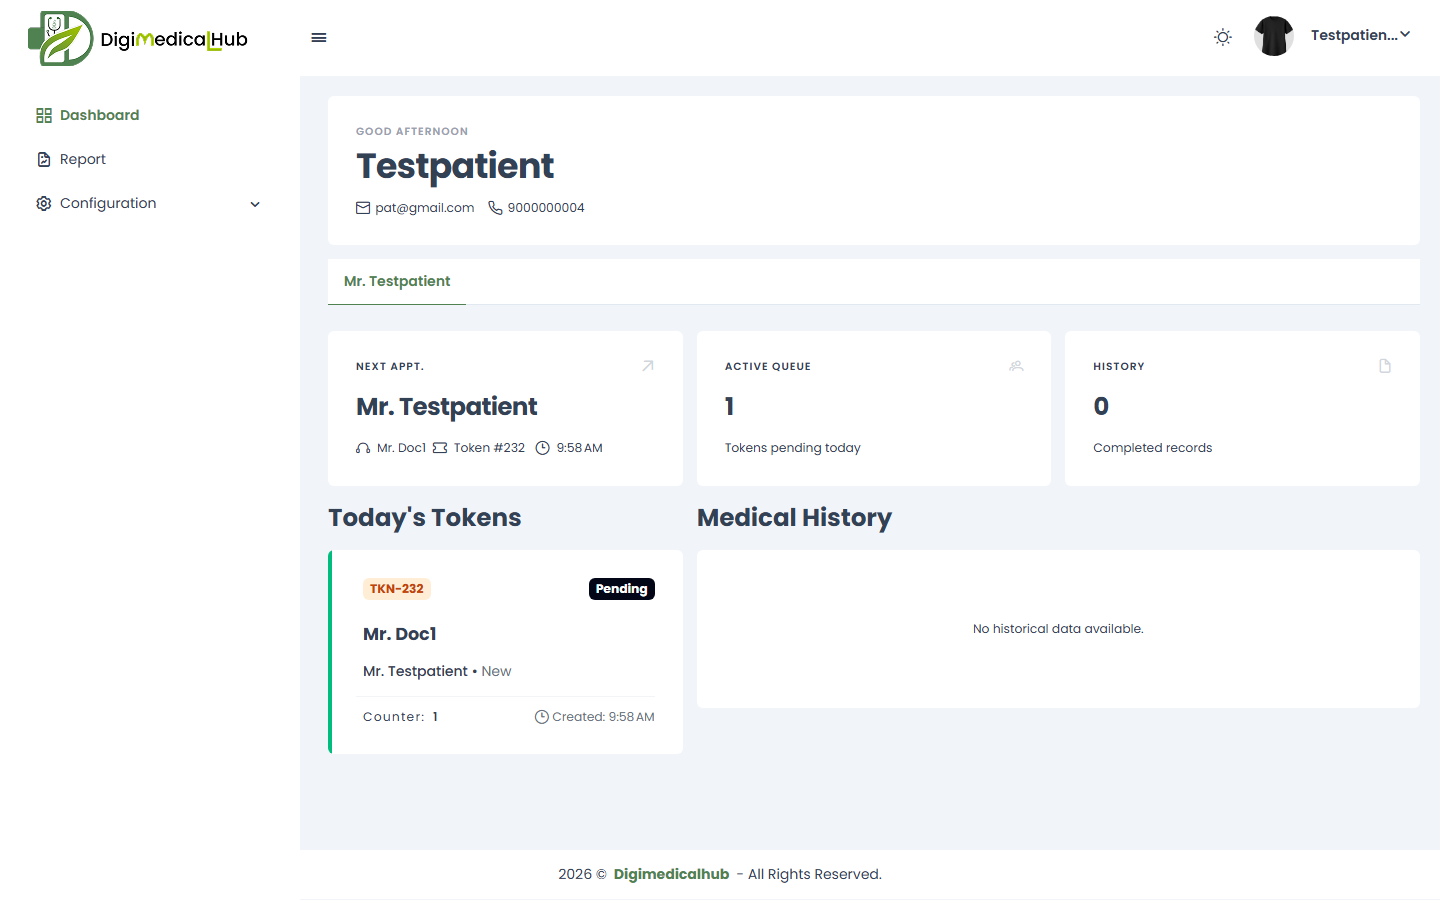 DigiMedicalHub
Testpatien...
Dashboard
Report
Configuration
GOOD AFTERNOON
Testpatient
pat@gmail.com 9000000004
Mr. Testpatient
NEXT APPT.
Mr. Testpatient
Mr. Doc1 Token #232 9:58 AM
ACTIVE QUEUE
1
Tokens pending today
HISTORY
0
Completed records
Today's Tokens
TKN-232 Pending
Mr. Doc1
Mr. Testpatient • New
Counter: 1 Created: 9:58 AM
Medical History
No historical data available.
2026 © Digimedicalhub - All Rights Reserved.